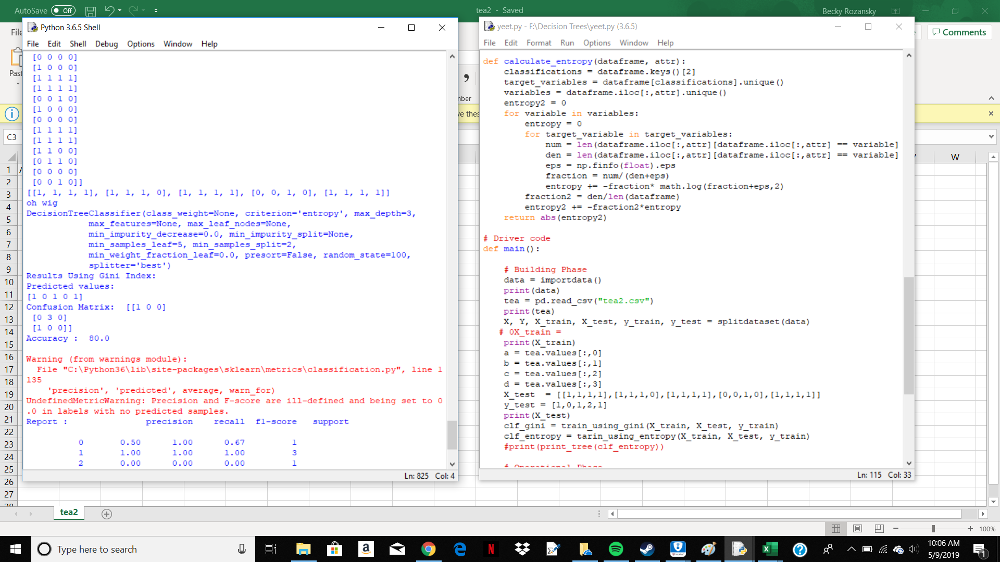 AutoSave Off
tea2 - Saved
Becky Rozansky
File
Comments
Past
mber
ve thes
C3
W
1
2
3
4
5
6
7
8
9
10
11
12
13
14
15
16
17
18
19
20
21
22
23
24
25
26
27
28
Python 3.6.5 Shell
File Edit Shell Debug Options Window Help
[0 0 0 0]
[1 0 0 0]
[1 1 1 1]
[1 1 1 1]
[0 0 1 0]
[1 0 0 0]
[0 0 0 0]
[1 1 1 1]
[1 1 1 1]
[1 1 0 0]
[0 1 1 0]
[0 0 0 0]
[0 0 1 0]]
[[1, 1, 1, 1], [1, 1, 1, 0], [1, 1, 1, 1], [0, 0, 1, 0], [1, 1, 1, 1]]
oh wig
DecisionTreeClassifier(class_weight=None, criterion='entropy', max_depth=3,
max_features=None, max_leaf_nodes=None,
min_impurity_decrease=0.0, min_impurity_split=None,
min_samples_leaf=5, min_samples_split=2,
min_weight_fraction_leaf=0.0, presort=False, random_state=100,
splitter='best')
Results Using Gini Index:
Predicted values:
[1 0 1 0 1]
Confusion Matrix: [[1 0 0]
[0 3 0]
[1 0 0]]
Accuracy : 80.0
Warning (from warnings module):
File "C:\Python36\lib\site-packages\sklearn\metrics\classification.py", line 1
135
'precision', 'predicted', average, warn_for)
UndefinedMetricWarning: Precision and F-score are ill-defined and being set to 0
.0 in labels with no predicted samples.
Report : precision recall f1-score support
0 0.50 1.00 0.67 1
1 1.00 1.00 1.00 3
2 0.00 0.00 0.00 1
Ln: 825 Col: 4
yeet.py - F:\Decision Trees\yeet.py (3.6.5)
File Edit Format Run Options Window Help
def calculate_entropy(dataframe, attr):
classifications = dataframe.keys()[2]
target_variables = dataframe[classifications].unique()
variables = dataframe.iloc[:,attr].unique()
entropy2 = 0
for variable in variables:
entropy = 0
for target_variable in target_variables:
num = len(dataframe.iloc[:,attr][dataframe.iloc[:,attr] == variable]
den = len(dataframe.iloc[:,attr][dataframe.iloc[:,attr] == variable]
eps = np.finfo(float).eps
fraction = num/(den+eps)
entropy += -fraction* math.log(fraction+eps,2)
fraction2 = den/len(dataframe)
entropy2 += -fraction2*entropy
return abs(entropy2)
# Driver code
def main():
# Building Phase
data = importdata()
print(data)
tea = pd.read_csv("tea2.csv")
print(tea)
X, Y, X_train, X_test, y_train, y_test = splitdataset(data)
# OX_train =
print(X_train)
a = tea.values[:,0]
b = tea.values[:,1]
c = tea.values[:,2]
d = tea.values[:,3]
X_test = [[1,1,1,1],[1,1,1,0],[1,1,1,1],[0,0,1,0],[1,1,1,1]]
y_test = [1,0,1,2,1]
print(X_test)
clf_gini = train_using_gini(X_train, X_test, y_train)
clf_entropy = tarin_using_entropy(X_train, X_test, y_train)
#print(print_tree(clf_entropy))
# Operational Phase
Ln: 115 Col: 33
tea2
100%
Type here to search
10:06 AM
5/9/2019
1